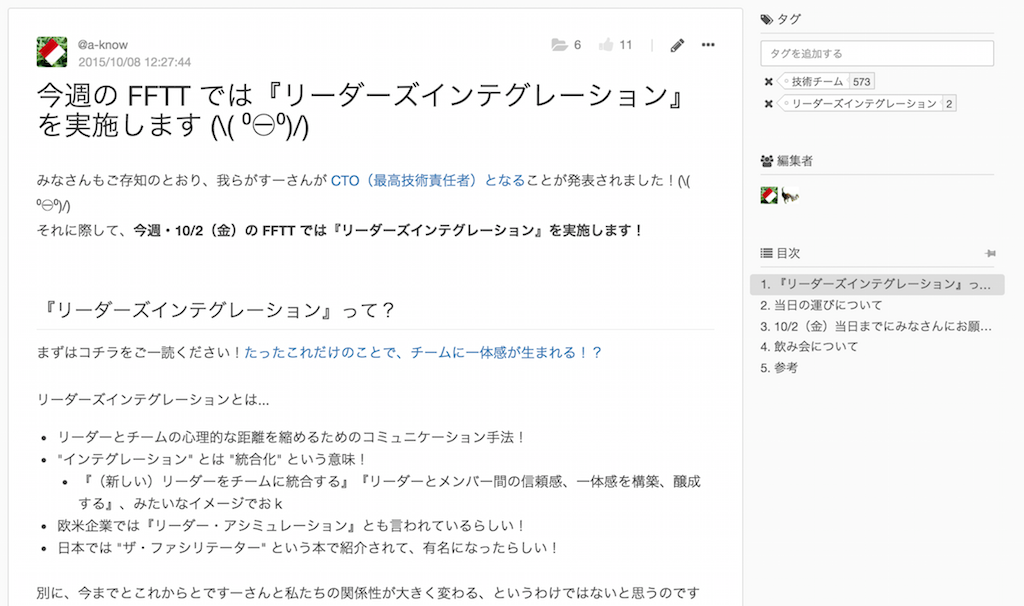 @a-know
2015/10/08 12:27:44
6 11
今週の FFTT では『リーダーズインテグレーション』
を実施します (\( ⁰⊖⁰)/)
みなさんもご存知のとおり、我らがすーさんが CTO（最高技術責任者）となることが発表されました！(\(
⁰⊖⁰)/)
それに際して、今週・10/2（金）の FFTT では『リーダーズインテグレーション』を実施します！
『リーダーズインテグレーション』って？
まずはコチラをご一読ください！たったこれだけのことで、チームに一体感が生まれる！？
リーダーズインテグレーションとは...
リーダーとチームの心理的な距離を縮めるためのコミュニケーション手法！
"インテグレーション" とは "統合化" という意味！
『（新しい）リーダーをチームに統合する』『リーダーとメンバー間の信頼感、一体感を構築、醸成
する』、みたいなイメージでおｋ
欧米企業では『リーダー・アシミュレーション』とも言われているらしい！
日本では "ザ・ファシリテーター" という本で紹介されて、有名になったらしい！
別に、今までとこれからとですーさんと私たちの関係性が大きく変わる、というわけではないと思うのです
タグ
タグを追加する
技術チーム 573
リーダーズインテグレーション 2
編集者
目次
1. 『リーダーズインテグレーション』っ...
2. 当日の運びについて
3. 10/2（金）当日までにみなさんにお願...
4. 飲み会について
5. 参考